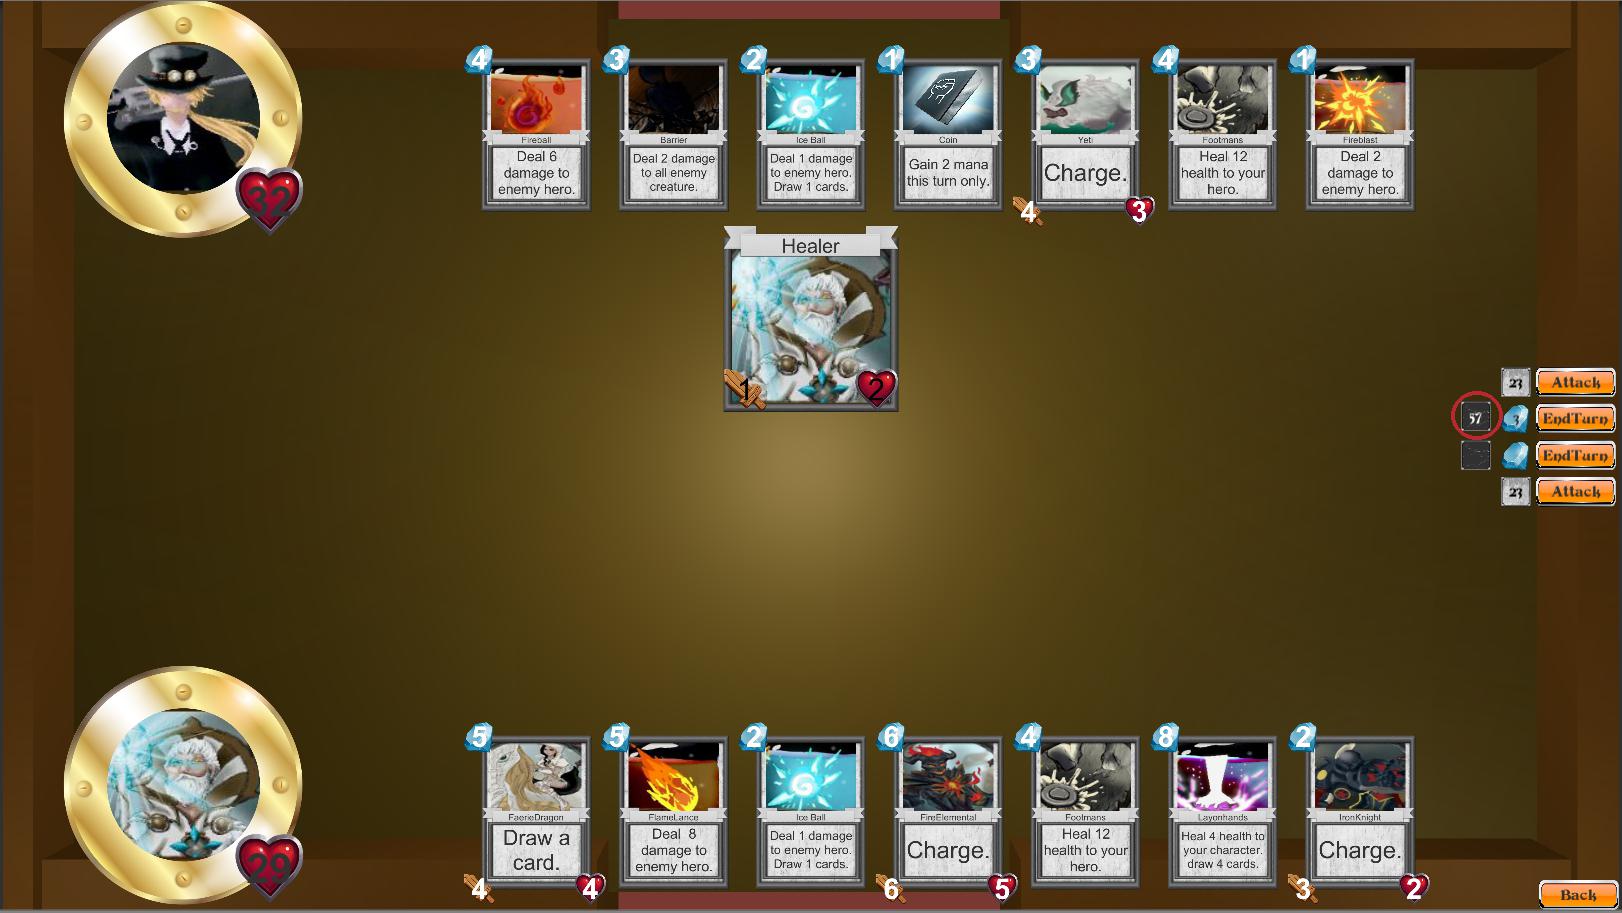 4
3
2
1
3
4
1
Fireball
Deal 6
damage to
enemy hero.
Barrier
Deal 2 damage
to all enemy
creature.
Ice Ball
Deal 1 damage
to enemy hero.
Draw 1 cards.
Coin
Gain 2 mana
this turn only.
Yeti
Charge.
4
3
Footmans
Heal 12
health to your
hero.
Fireblast
Deal 2
damage to
enemy hero.
32
Healer
1
2
23
Attack
57
3
EndTurn
EndTurn
23
Attack
29
5
5
2
6
4
8
2
FaerieDragon
Draw a
card.
4
4
FlameLance
Deal 8
damage to
enemy hero.
Ice Ball
Deal 1 damage
to enemy hero.
Draw 1 cards.
FireElemental
Charge.
6
5
Footmans
Heal 12
health to your
hero.
Layonhands
Heal 4 health to
your character.
draw 4 cards.
IronKnight
Charge.
3
2
Back